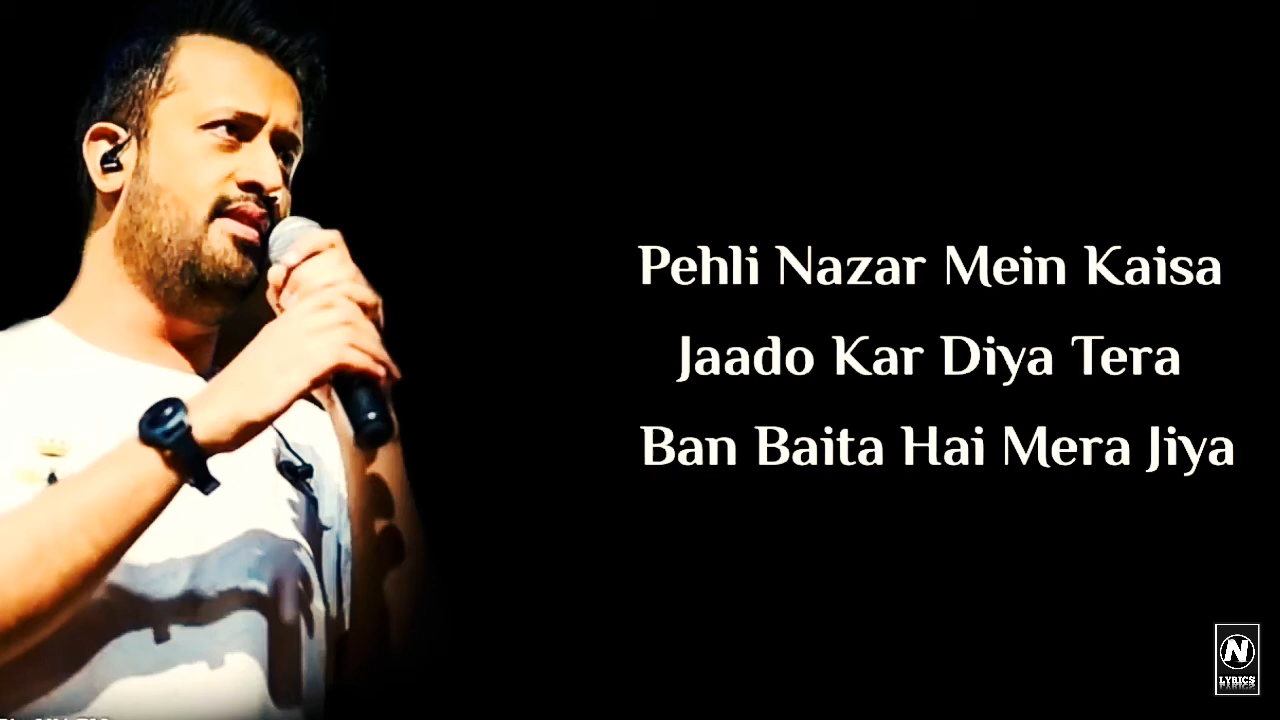 Pehli Nazar Mein Kaisa
Jaado Kar Diya Tera
Ban Baita Hai Mera Jiya
N
LYRICS